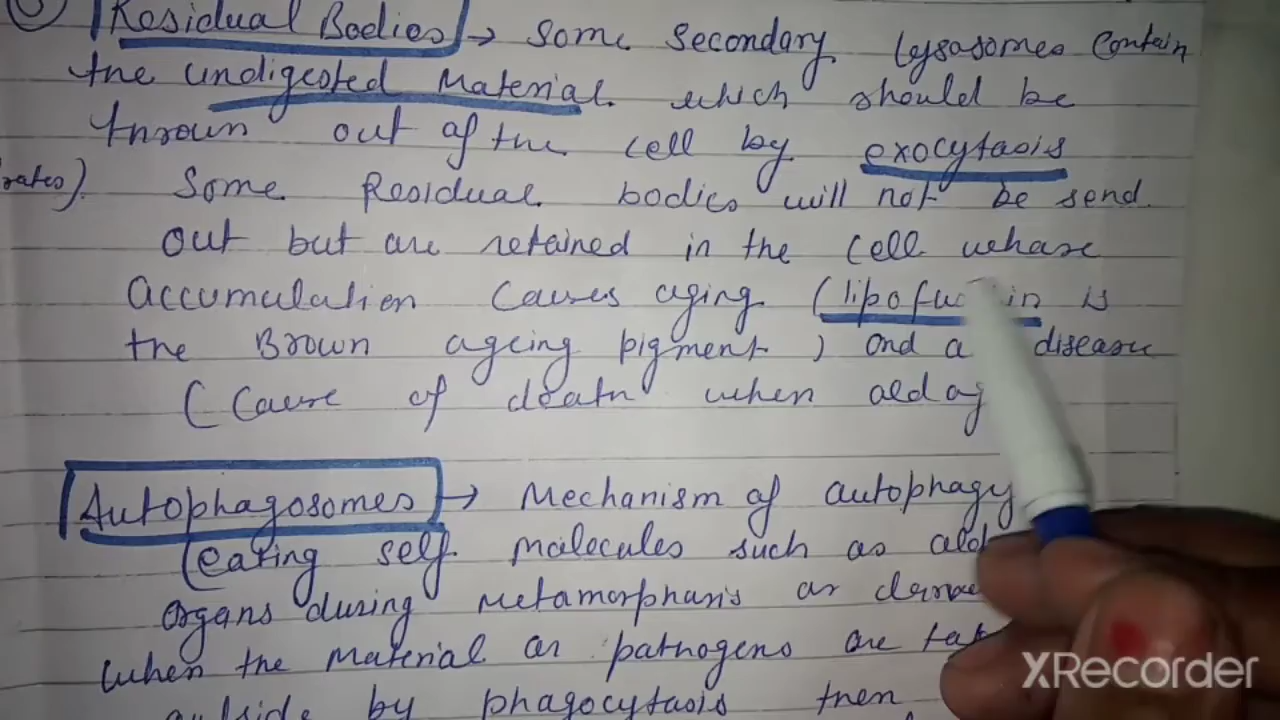 Residual Bodies → Some Secondary lysosomes contain
the undigested Material which should be
thrown out of the cell by exocytosis
rates). Some Residual bodies will not be send
out but are retained in the cell whose
accumulation causes aging (lipofuscin is
the Brown ageing pigment) and a disease
(Cause of death when old ag
Autophagosomes → Mechanism of autophagy
(eating self molecules such as old
Organs during Metamorphosis or
when the Material or pathogens are
outside by phagocytosis then
XRecorder